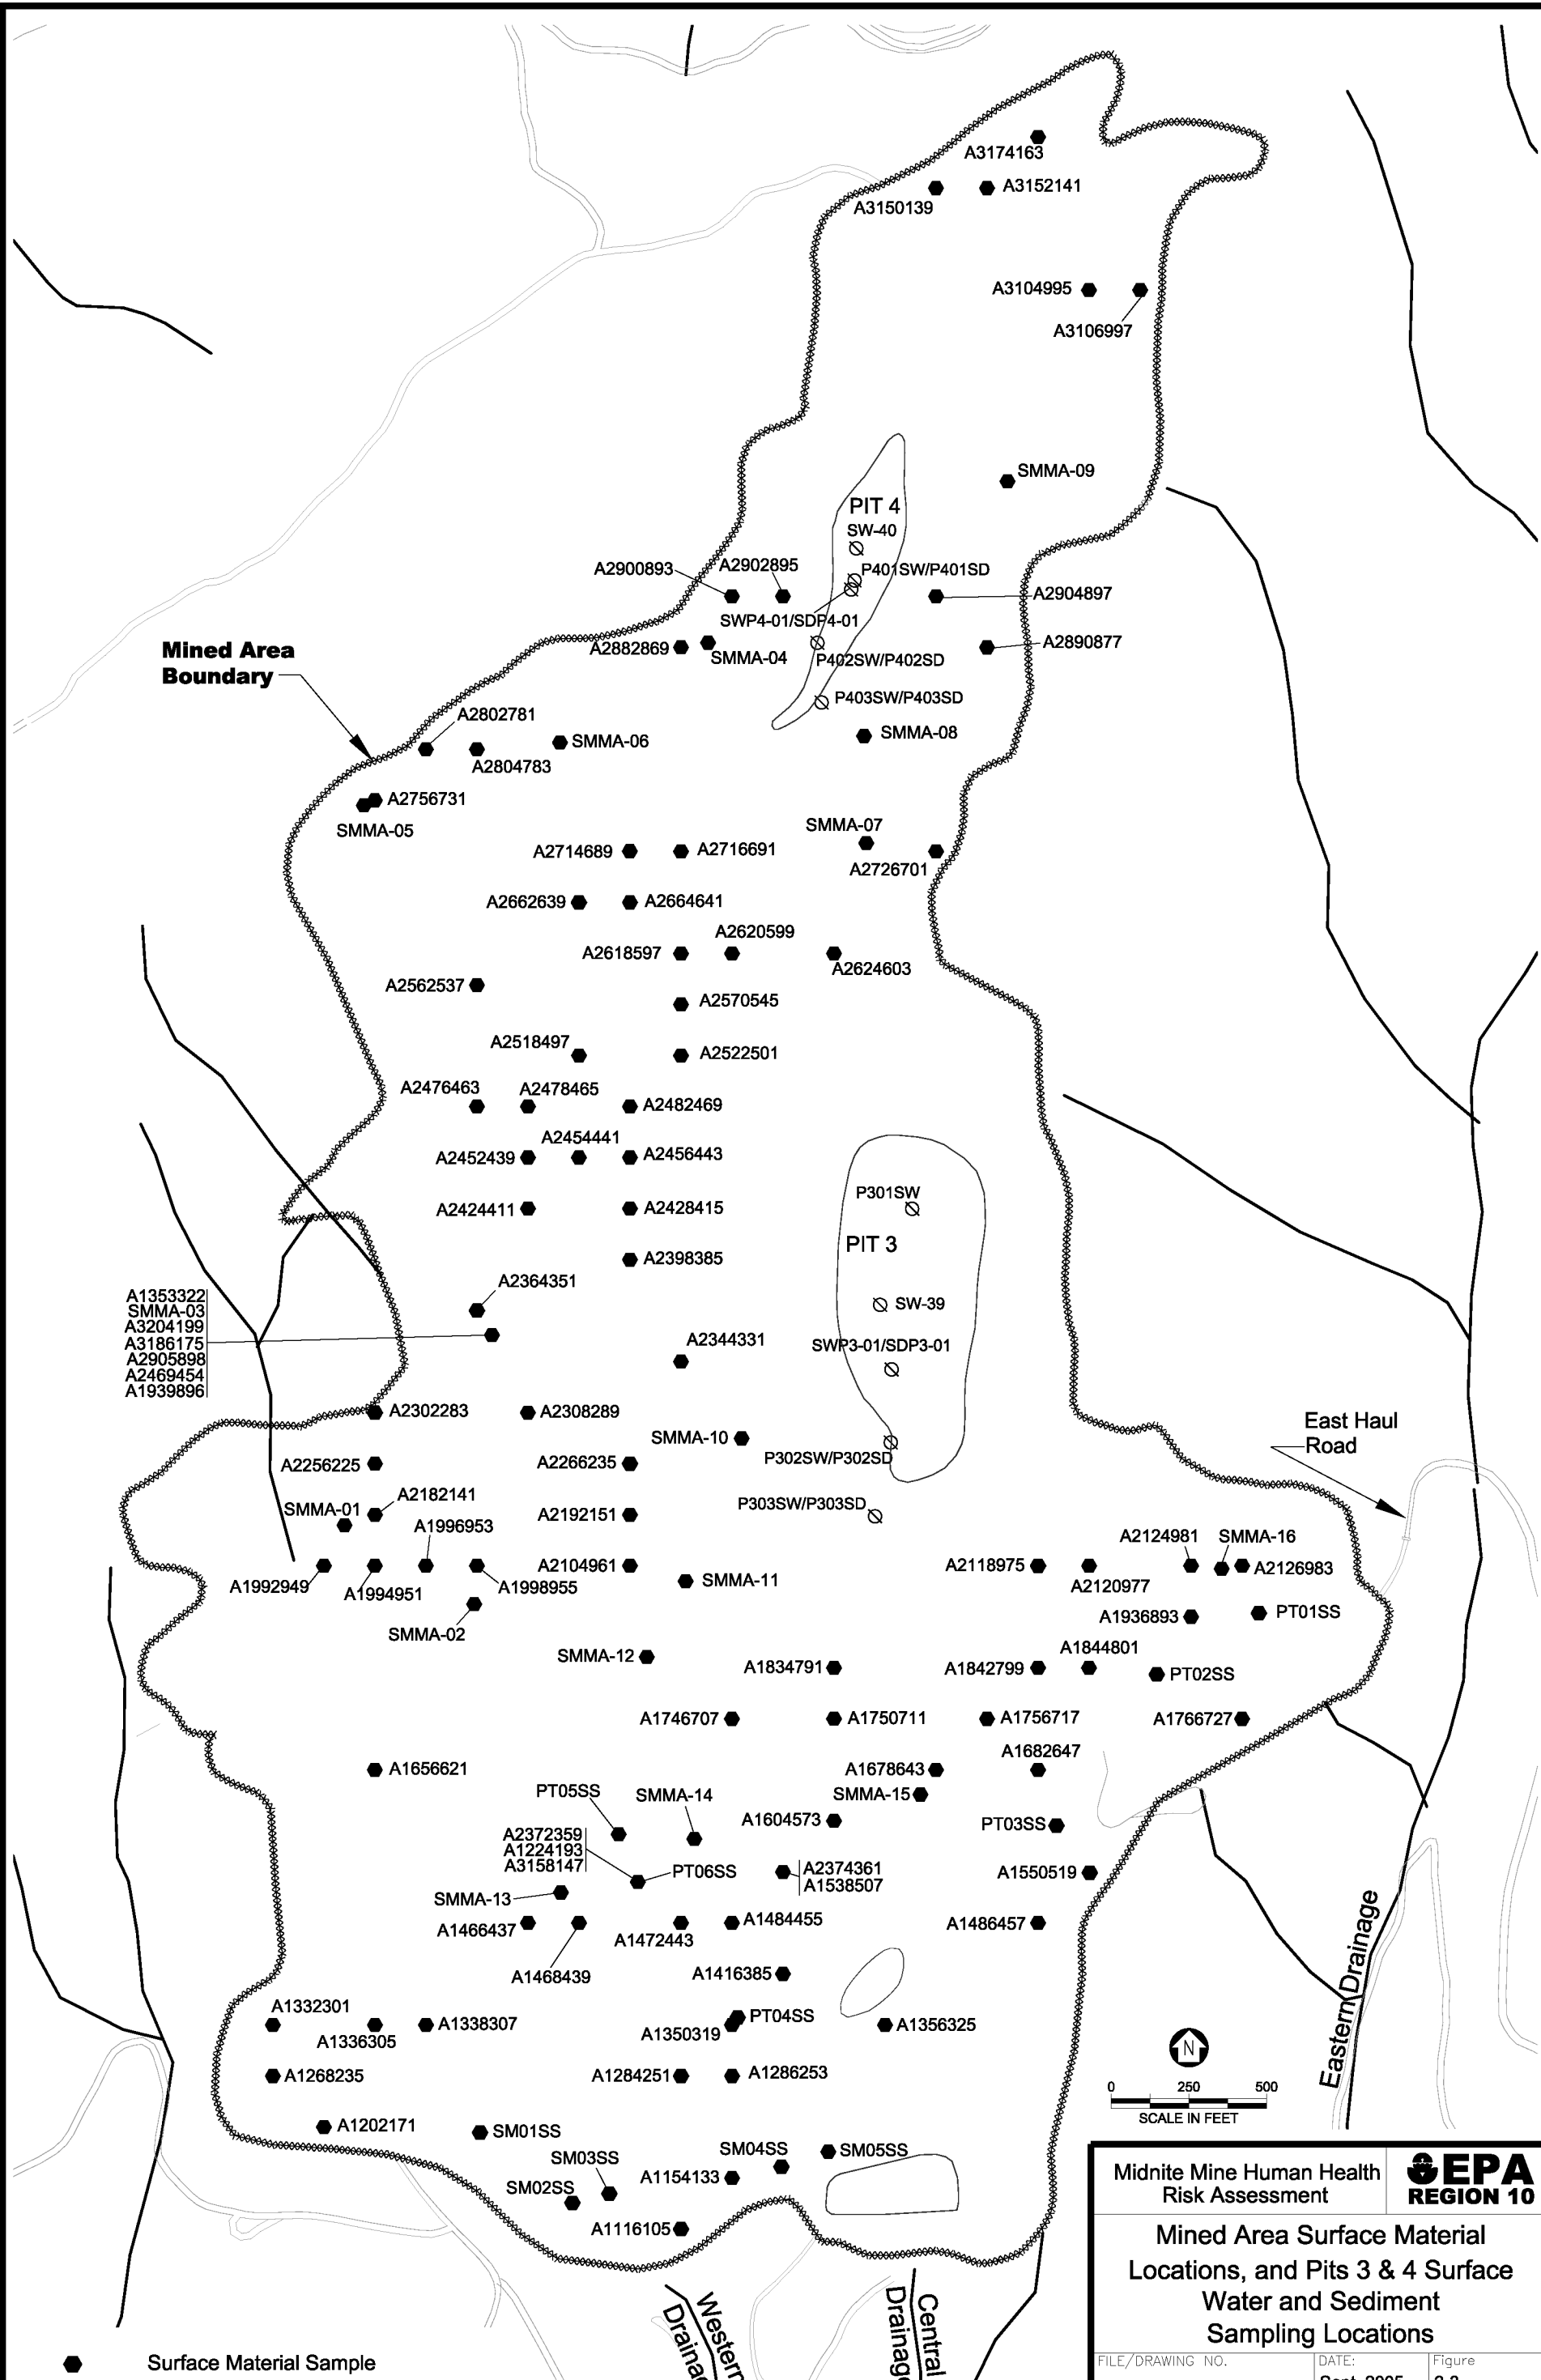 A3174163
A3152141
A3150139
A3104995
A3106997
SMMA-09
PIT 4
SW-40
A2900893
A2902895
P401SW/P401SD
A2904897
SWP4-01/SDP4-01
Mined Area
Boundary
A2882869
SMMA-04
P402SW/P402SD
A2890877
P403SW/P403SD
A2802781
SMMA-06
SMMA-08
A2804783
A2756731
SMMA-05
SMMA-07
A2714689
A2716691
A2726701
A2662639
A2664641
A2620599
A2618597
A2624603
A2562537
A2570545
A2518497
A2522501
A2476463
A2478465
A2482469
A2454441
A2452439
A2456443
P301SW
A2424411
A2428415
PIT 3
A2398385
A2364351
A1353322
SMMA-03
A3204199
A3186175
A2905898
A2469454
A1939896
SW-39
A2344331
SWP3-01/SDP3-01
A2302283
A2308289
East Haul
Road
SMMA-10
A2256225
A2266235
P302SW/P302SD
A2182141
SMMA-01
A1996953
A2192151
P303SW/P303SD
A2124981
SMMA-16
A1992949
A1994951
A1998955
A2104961
SMMA-11
A2118975
A2120977
A2126983
SMMA-02
A1936893
PT01SS
SMMA-12
A1834791
A1842799
A1844801
PT02SS
A1746707
A1750711
A1756717
A1766727
A1656621
A1678643
A1682647
PT05SS
SMMA-14
SMMA-15
A1604573
PT03SS
A2372359
A1224193
A3158147
PT06SS
A2374361
A1538507
A1550519
SMMA-13
A1466437
A1484455
A1486457
A1472443
A1468439
A1416385
Eastern Drainage
A1332301
A1336305
A1338307
PT04SS
A1350319
A1356325
N
A1268235
A1284251
A1286253
0 250 500
SCALE IN FEET
A1202171
SM01SS
SM03SS
SM04SS
SM05SS
SM02SS
A1154133
A1116105
Midnite Mine Human Health
Risk Assessment
EPA
REGION 10
Mined Area Surface Material
Locations, and Pits 3 & 4 Surface
Water and Sediment
Sampling Locations
Western
Central
Surface Material Sample
FILE/DRAWING NO.
DATE:
Figure